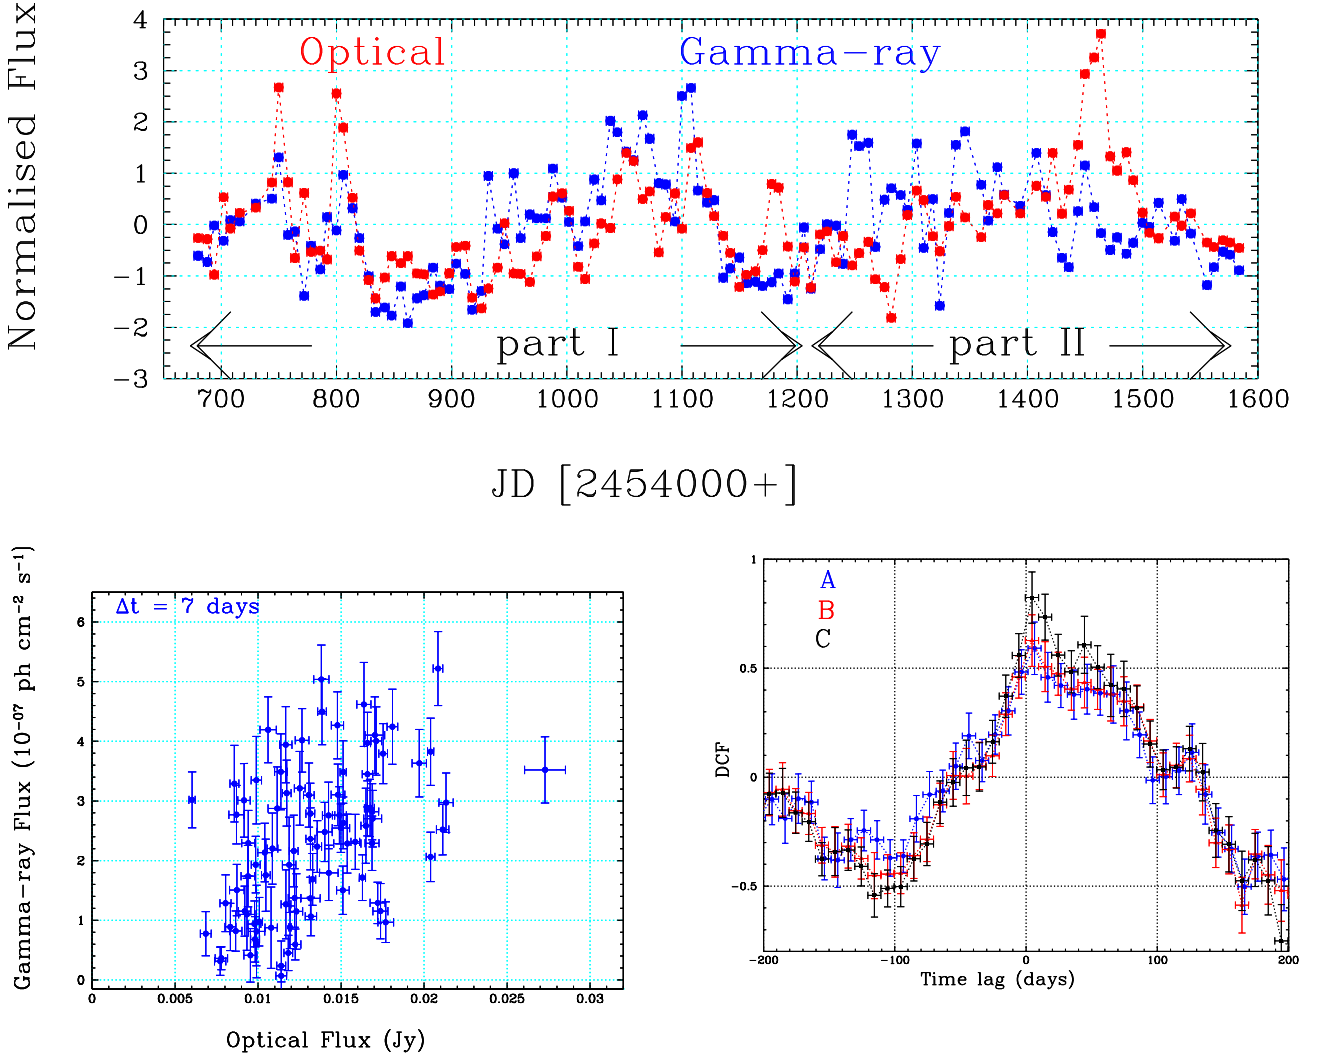 Normalised Flux
4
3
2
1
0
−1
−2
−3
Optical
Gamma−ray
part I
part II
700 800 900 1000 1100 1200 1300 1400 1500 1600
JD [2454000+]
Gamma−ray Flux (10⁻⁰⁷ ph cm⁻² s⁻¹)
Δt = 7 days
6
5
4
3
2
1
0
0 0.005 0.01 0.015 0.02 0.025 0.03
Optical Flux (Jy)
DCF
1
0.5
0
−0.5
A
B
C
−200 −100 0 100 200
Time lag (days)